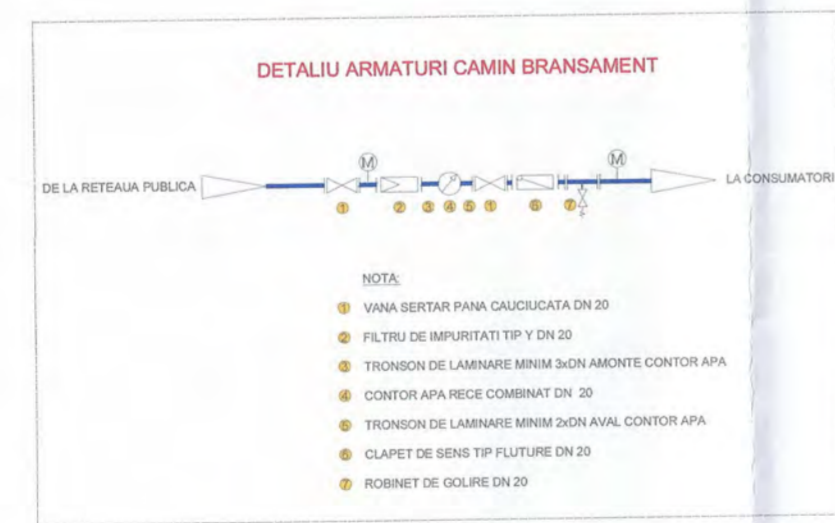 DETALIU ARMATURI CAMIN BRANSAMENT
M
M
DE LA RETEAUA PUBLICA
LA CONSUMATORI
1 2 3 4 5 1 6 7
NOTA:
1 VANA SERTAR PANA CAUCIUCATA DN 20
2 FILTRU DE IMPURITATI TIP Y DN 20
3 TRONSON DE LAMINARE MINIM 3xDN AMONTE CONTOR APA
4 CONTOR APA RECE COMBINAT DN 20
5 TRONSON DE LAMINARE MINIM 2xDN AVAL CONTOR APA
6 CLAPET DE SENS TIP FLUTURE DN 20
7 ROBINET DE GOLIRE DN 20